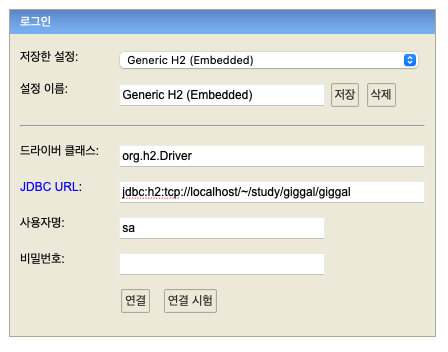 로그인
저장한 설정: Generic H2 (Embedded)
설정 이름: Generic H2 (Embedded) 저장 삭제
드라이버 클래스: org.h2.Driver
JDBC URL: jdbc:h2:tcp://localhost/~/study/giggal/giggal
사용자명: sa
비밀번호:
연결 연결 시험